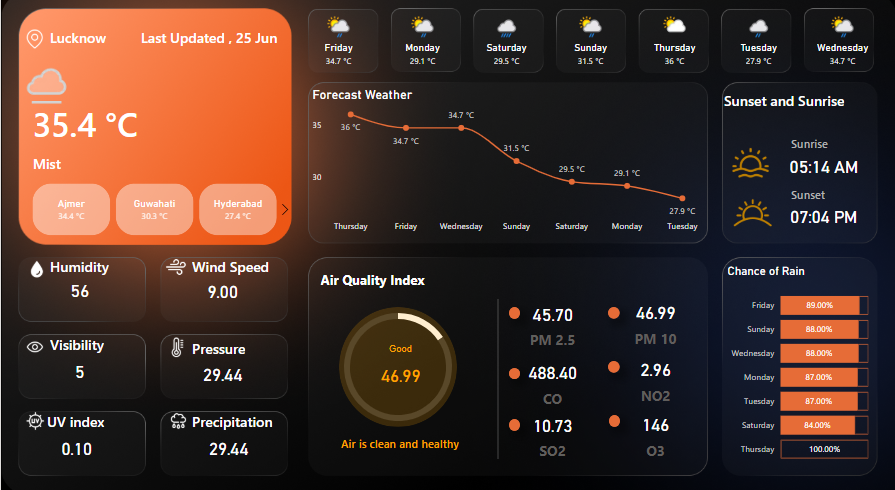 Lucknow
Last Updated , 25 Jun
35.4 °C
Mist
Ajmer
34.4 °C
Guwahati
30.3 °C
Hyderabad
27.4 °C
Friday
34.7 °C
Monday
29.1 °C
Saturday
29.5 °C
Sunday
31.5 °C
Thursday
36 °C
Tuesday
27.9 °C
Wednesday
34.7 °C
Forecast Weather
35
30
36 °C
34.7 °C
34.7 °C
31.5 °C
29.5 °C
29.1 °C
27.9 °C
Thursday
Friday
Wednesday
Sunday
Saturday
Monday
Tuesday
Sunset and Sunrise
Sunrise
05:14 AM
Sunset
07:04 PM
Humidity
56
Wind Speed
9.00
Visibility
5
Pressure
29.44
UV
UV index
0.10
Precipitation
29.44
Air Quality Index
Good
46.99
Air is clean and healthy
45.70
PM 2.5
46.99
PM 10
488.40
CO
2.96
NO2
10.73
SO2
146
O3
Chance of Rain
Friday 89.00%
Sunday 88.00%
Wednesday 88.00%
Monday 87.00%
Tuesday 87.00%
Saturday 84.00%
Thursday 100.00%